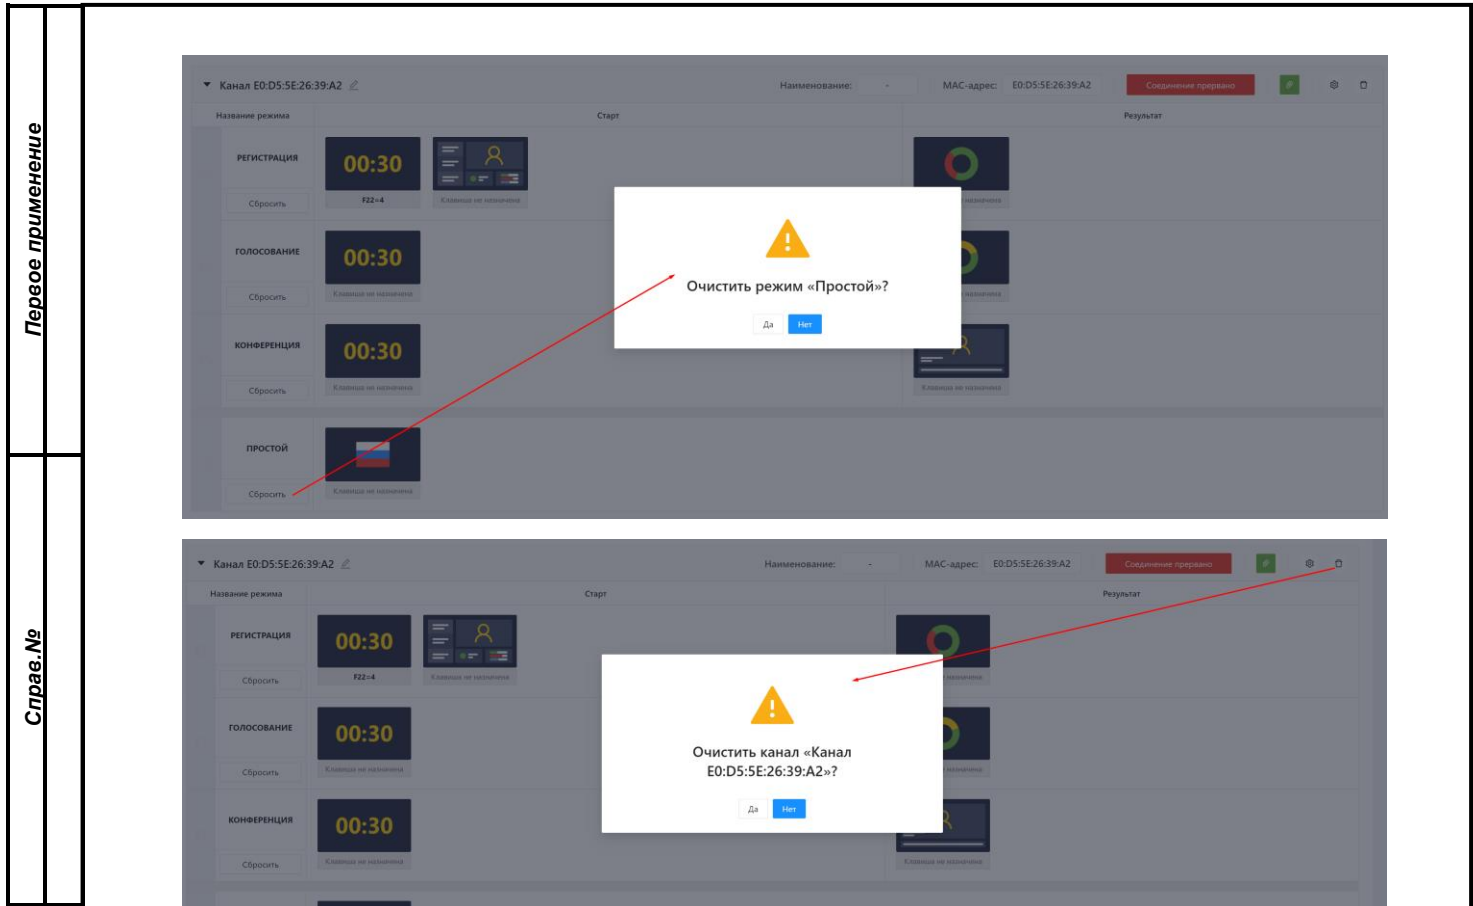 Первое применение
Справ.№
Канал E0:D5:5E:26:39:A2
Наименование: -
MAC-адрес: E0:D5:5E:26:39:A2
Соединение прервано
Название режима
Старт
Результат
РЕГИСТРАЦИЯ
00:30
Сбросить
F22=4
Клавиша не назначена
назначена
ГОЛОСОВАНИЕ
00:30
Сбросить
Клавиша не назначена
назначена
КОНФЕРЕНЦИЯ
00:30
Сбросить
Клавиша не назначена
Клавиша не назначена
ПРОСТОЙ
Сбросить
Клавиша не назначена
Очистить режим «Простой»?
Да
Нет
Канал E0:D5:5E:26:39:A2
Наименование: -
MAC-адрес: E0:D5:5E:26:39:A2
Соединение прервано
Название режима
Старт
Результат
РЕГИСТРАЦИЯ
00:30
Сбросить
F22=4
Клавиша не назначена
назначена
ГОЛОСОВАНИЕ
00:30
Сбросить
Клавиша не назначена
назначена
КОНФЕРЕНЦИЯ
00:30
Сбросить
Клавиша не назначена
Клавиша не назначена
Очистить канал «Канал
E0:D5:5E:26:39:A2»?
Да
Нет